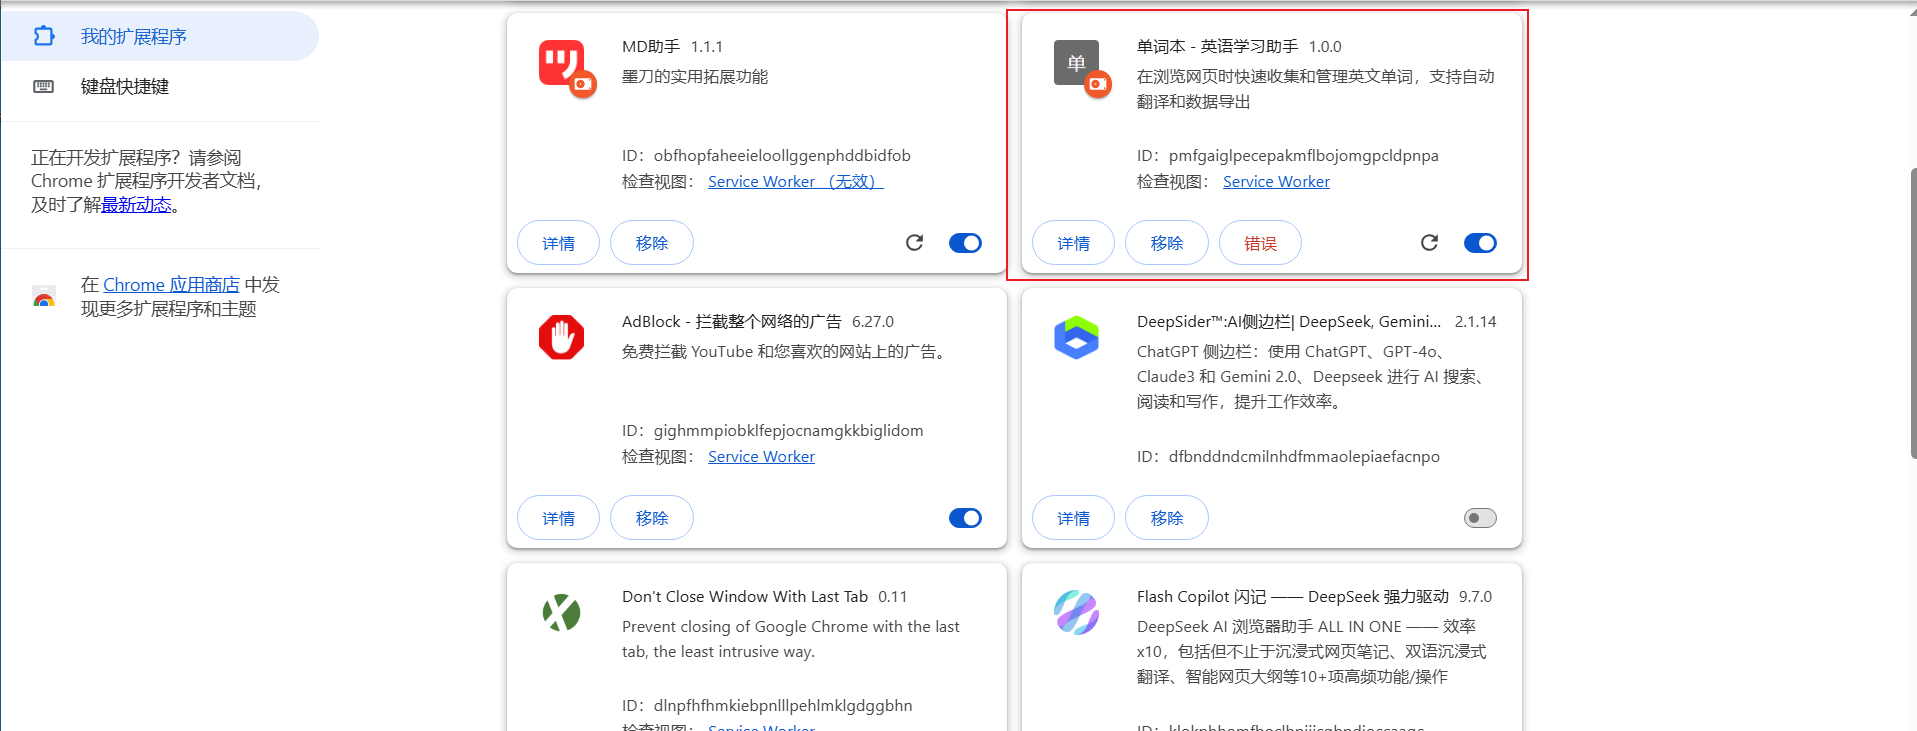 我的扩展程序
键盘快捷键
正在开发扩展程序？请参阅
Chrome 扩展程序开发者文档，
及时了解最新动态。
在 Chrome 应用商店 中发
现更多扩展程序和主题
MD助手 1.1.1
墨刀的实用拓展功能
ID：obfhopfaheeieloollggenphddbidfob
检查视图： Service Worker （无效）
详情
移除
单
单词本 - 英语学习助手 1.0.0
在浏览网页时快速收集和管理英文单词，支持自动
翻译和数据导出
ID：pmfgaiglpecepakmflbojomgpcldpnpa
检查视图： Service Worker
详情
移除
错误
AdBlock - 拦截整个网络的广告 6.27.0
免费拦截 YouTube 和您喜欢的网站上的广告。
ID：gighmmpiobklfepjocnamgkkbiglidom
检查视图： Service Worker
详情
移除
DeepSider™:AI侧边栏| DeepSeek, Gemini... 2.1.14
ChatGPT 侧边栏：使用 ChatGPT、GPT-4o、
Claude3 和 Gemini 2.0、Deepseek 进行 AI 搜索、
阅读和写作，提升工作效率。
ID：dfbnddndcmilnhdfmmaolepiaefacnpo
详情
移除
Don't Close Window With Last Tab 0.11
Prevent closing of Google Chrome with the last
tab, the least intrusive way.
ID：dlnpfhfhmkiebpnlllpehlmklgdggbhn
检查视图： Service Worker
Flash Copilot 闪记 —— DeepSeek 强力驱动 9.7.0
DeepSeek AI 浏览器助手 ALL IN ONE —— 效率
x10，包括但不止于沉浸式网页笔记、双语沉浸式
翻译、智能网页大纲等10+项高频功能/操作